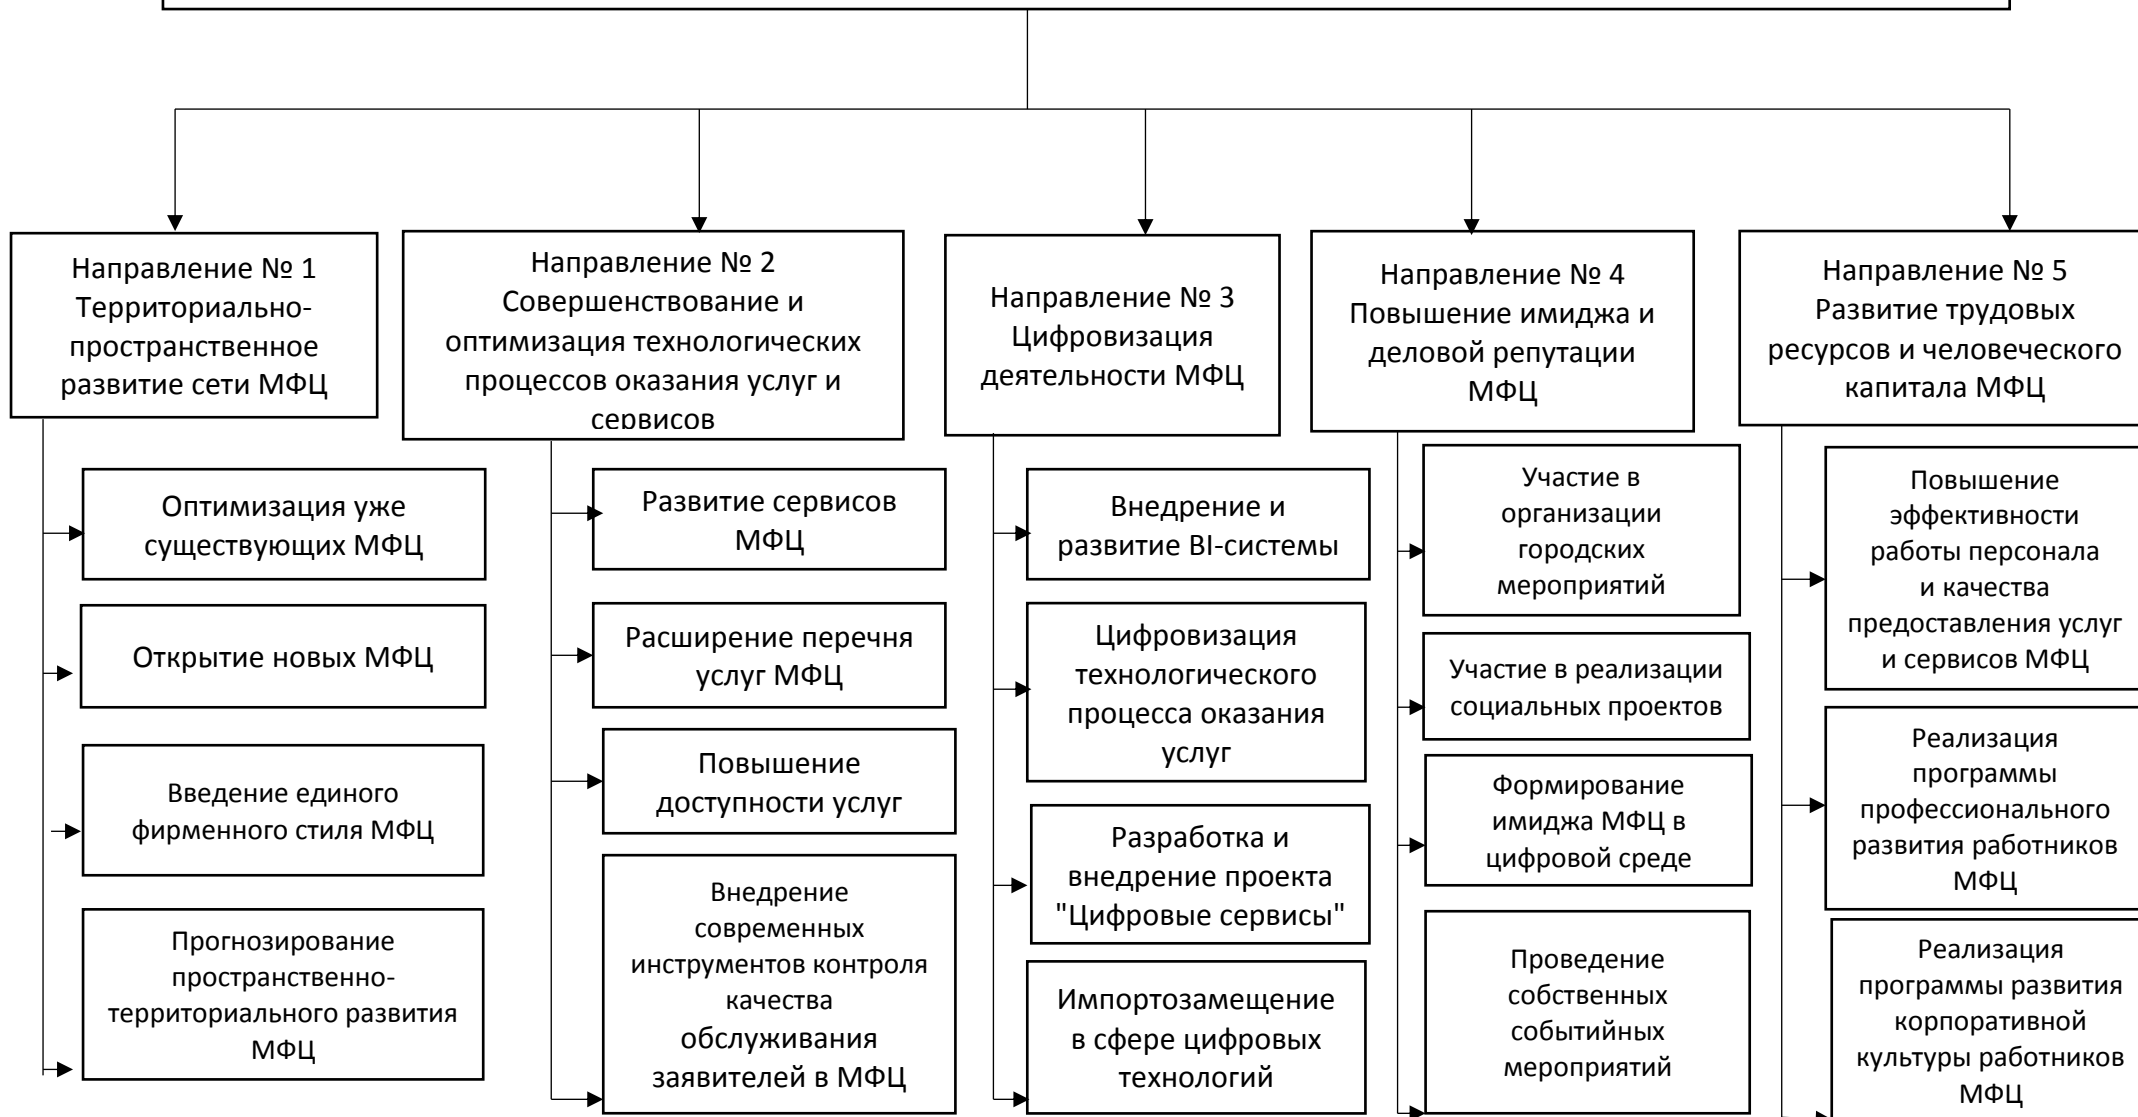 Направление № 1
Территориально-
пространственное
развитие сети МФЦ
Оптимизация уже
существующих МФЦ
Открытие новых МФЦ
Введение единого
фирменного стиля МФЦ
Прогнозирование
пространственно-
территориального развития
МФЦ
Направление № 2
Совершенствование и
оптимизация технологических
процессов оказания услуг и
сервисов
Развитие сервисов
МФЦ
Расширение перечня
услуг МФЦ
Повышение
доступности услуг
Внедрение
современных
инструментов контроля
качества
обслуживания
заявителей в МФЦ
Направление № 3
Цифровизация
деятельности МФЦ
Внедрение и
развитие BI-системы
Цифровизация
технологического
процесса оказания
услуг
Разработка и
внедрение проекта
"Цифровые сервисы"
Импортозамещение
в сфере цифровых
технологий
Направление № 4
Повышение имиджа и
деловой репутации
МФЦ
Участие в
организации
городских
мероприятий
Участие в реализации
социальных проектов
Формирование
имиджа МФЦ в
цифровой среде
Проведение
собственных
событийных
мероприятий
Направление № 5
Развитие трудовых
ресурсов и человеческого
капитала МФЦ
Повышение
эффективности
работы персонала
и качества
предоставления услуг
и сервисов МФЦ
Реализация
программы
профессионального
развития работников
МФЦ
Реализация
программы развития
корпоративной
культуры работников
МФЦ